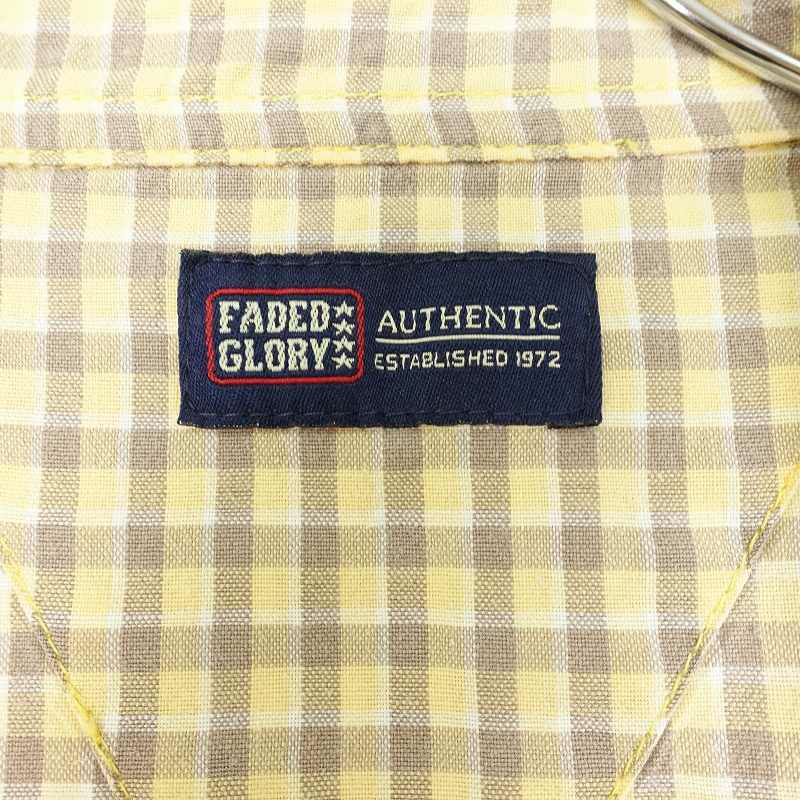 FADED
GLORY
AUTHENTIC
ESTABLISHED 1972